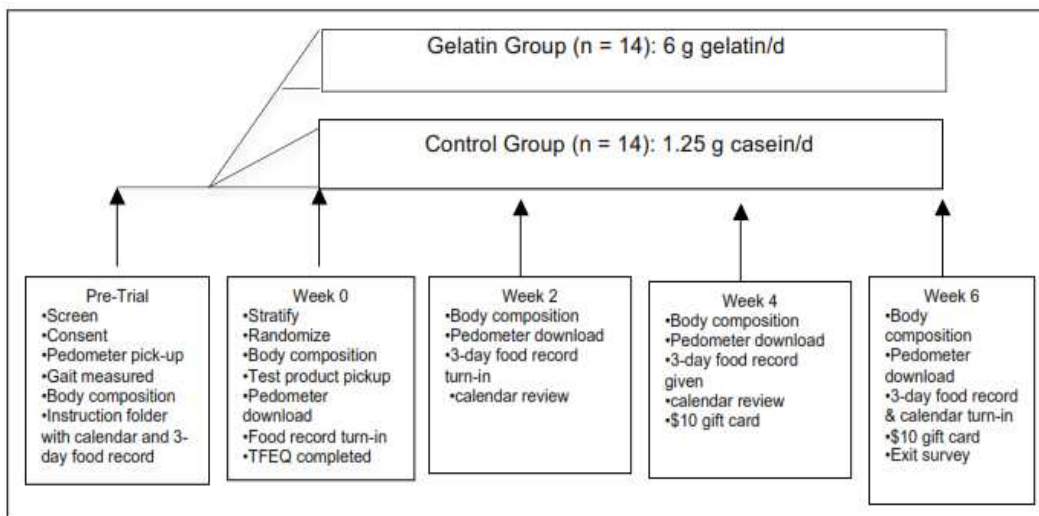 Gelatin Group (n = 14): 6 g gelatin/d
Control Group (n = 14): 1.25 g casein/d
Pre-Trial
•Screen
•Consent
•Pedometer pick-up
•Gait measured
•Body composition
•Instruction folder
with calendar and 3-
day food record
Week 0
•Stratify
•Randomize
•Body composition
•Test product pickup
•Pedometer
download
•Food record turn-in
•TFEQ completed
Week 2
•Body composition
•Pedometer download
•3-day food record
turn-in
•calendar review
Week 4
•Body composition
•Pedometer download
•3-day food record
given
•calendar review
•$10 gift card
Week 6
•Body
composition
•Pedometer
download
•3-day food record
& calendar turn-in
•$10 gift card
•Exit survey